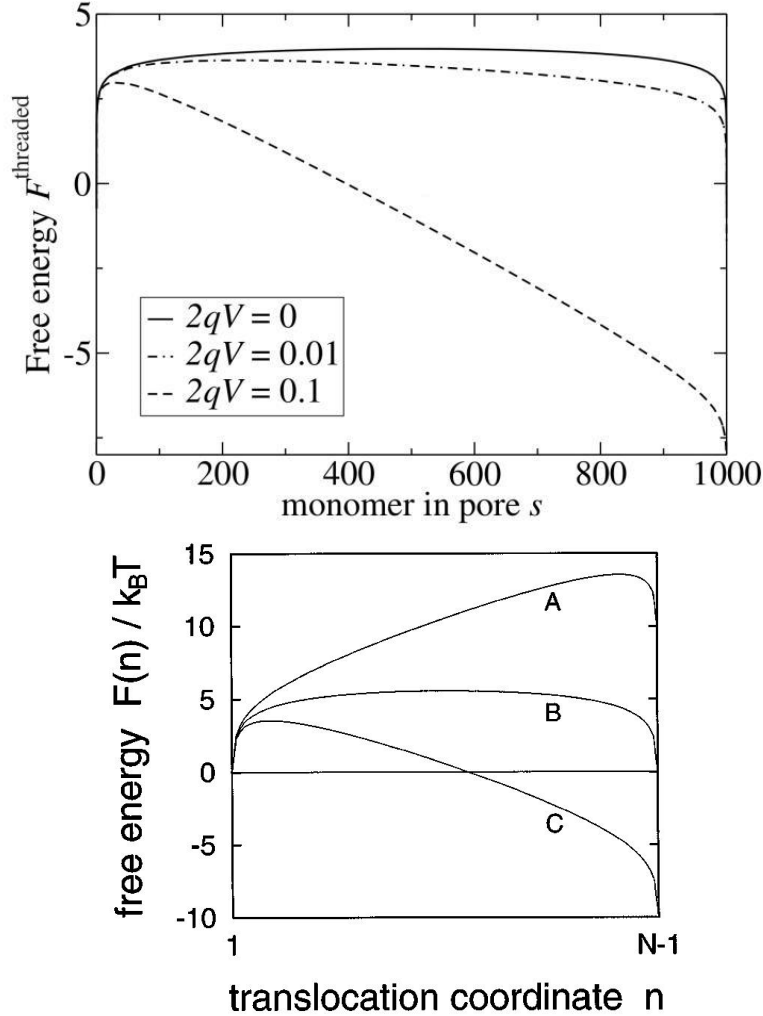 5
0
-5
Free energy F^threaded
2qV = 0
2qV = 0.01
2qV = 0.1
0 200 400 600 800 1000
monomer in pore s
15
10
5
0
-5
-10
free energy F(n) / k_BT
A
B
C
1 N-1
translocation coordinate n